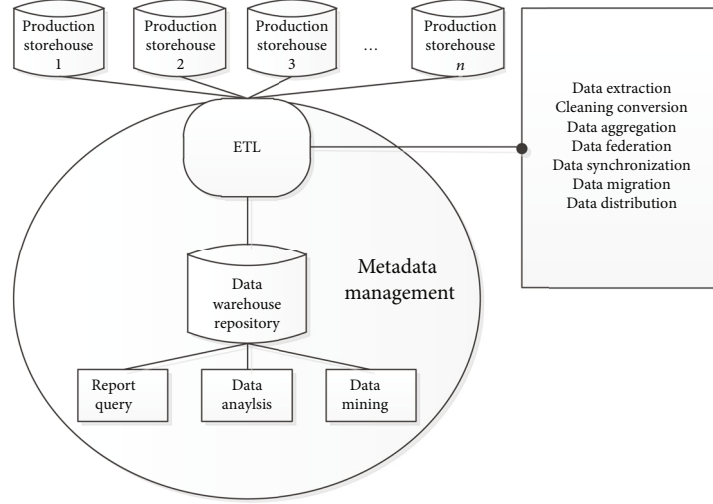 Production
storehouse
1
Production
storehouse
2
Production
storehouse
3
...
Production
storehouse
n
ETL
Data extraction
Cleaning conversion
Data aggregation
Data federation
Data synchronization
Data migration
Data distribution
Metadata
management
Data
warehouse
repository
Report
query
Data
anaylsis
Data
mining